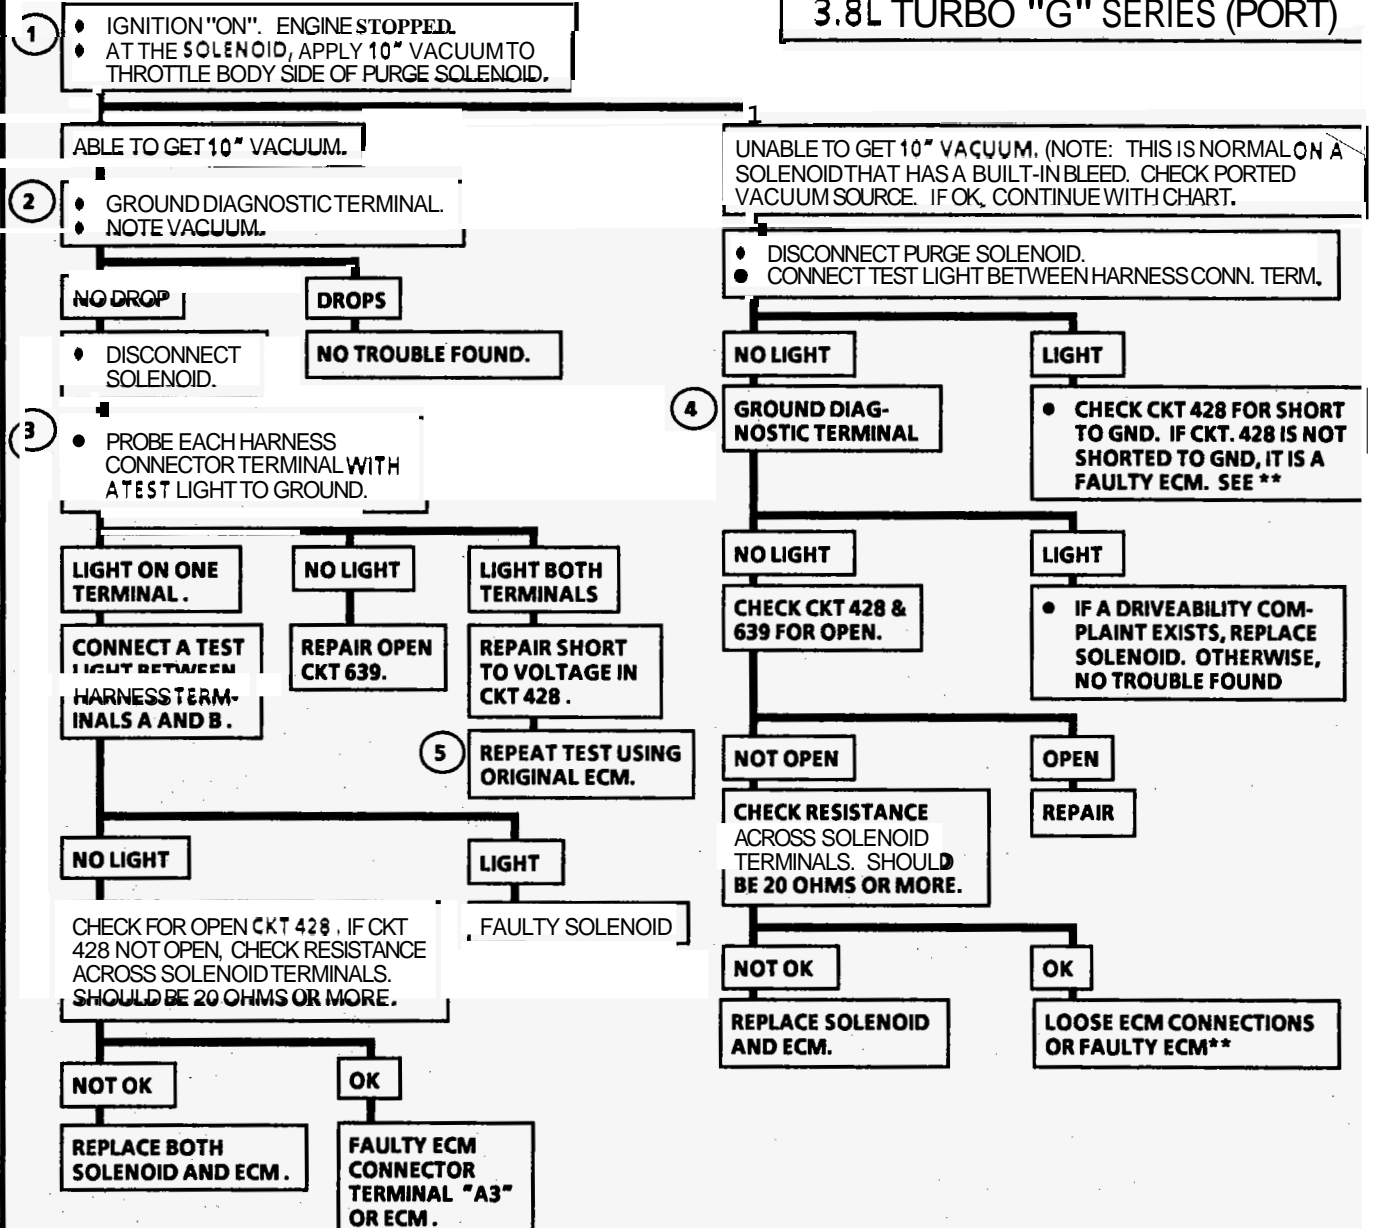 3.8L TURBO "G" SERIES (PORT)
1
• IGNITION "ON". ENGINE STOPPED.
• AT THE SOLENOID, APPLY 10" VACUUM TO
THROTTLE BODY SIDE OF PURGE SOLENOID.
ABLE TO GET 10" VACUUM.
2
• GROUND DIAGNOSTIC TERMINAL.
• NOTE VACUUM.
NO DROP
DROPS
• DISCONNECT
SOLENOID.
NO TROUBLE FOUND.
3
• PROBE EACH HARNESS
CONNECTOR TERMINAL WITH
A TEST LIGHT TO GROUND.
LIGHT ON ONE
TERMINAL.
NO LIGHT
LIGHT BOTH
TERMINALS
CONNECT A TEST
LIGHT BETWEEN
HARNESS TERM-
INALS A AND B.
REPAIR OPEN
CKT 639.
REPAIR SHORT
TO VOLTAGE IN
CKT 428.
5
REPEAT TEST USING
ORIGINAL ECM.
NO LIGHT
LIGHT
CHECK FOR OPEN CKT 428. IF CKT
428 NOT OPEN, CHECK RESISTANCE
ACROSS SOLENOID TERMINALS.
SHOULD BE 20 OHMS OR MORE.
FAULTY SOLENOID
NOT OK
OK
REPLACE BOTH
SOLENOID AND ECM.
FAULTY ECM
CONNECTOR
TERMINAL "A3"
OR ECM.
1
UNABLE TO GET 10" VACUUM. (NOTE: THIS IS NORMAL ON A
SOLENOID THAT HAS A BUILT-IN BLEED. CHECK PORTED
VACUUM SOURCE. IF OK, CONTINUE WITH CHART.
• DISCONNECT PURGE SOLENOID.
• CONNECT TEST LIGHT BETWEEN HARNESS CONN. TERM.
NO LIGHT
LIGHT
4
GROUND DIAG-
NOSTIC TERMINAL
• CHECK CKT 428 FOR SHORT
TO GND. IF CKT. 428 IS NOT
SHORTED TO GND, IT IS A
FAULTY ECM. SEE **
NO LIGHT
LIGHT
CHECK CKT 428 &
639 FOR OPEN.
• IF A DRIVEABILITY COM-
PLAINT EXISTS, REPLACE
SOLENOID. OTHERWISE,
NO TROUBLE FOUND
NOT OPEN
OPEN
CHECK RESISTANCE
ACROSS SOLENOID
TERMINALS. SHOULD
BE 20 OHMS OR MORE.
REPAIR
NOT OK
OK
REPLACE SOLENOID
AND ECM.
LOOSE ECM CONNECTIONS
OR FAULTY ECM**